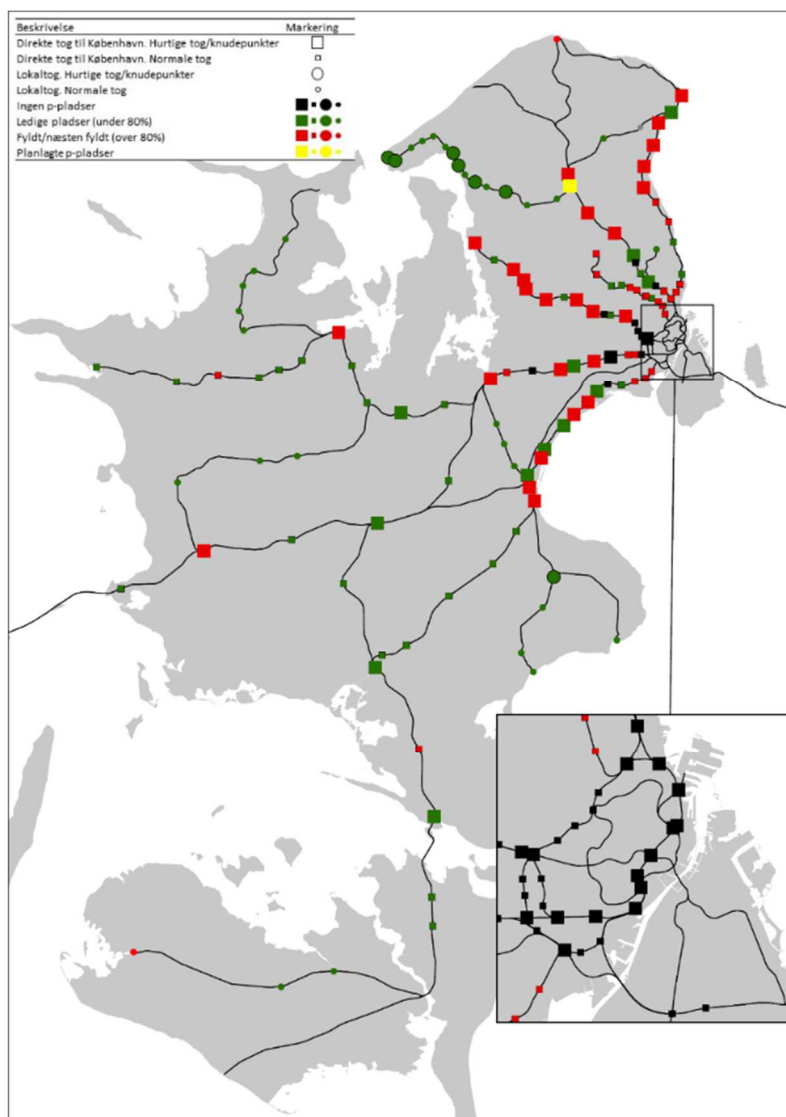 Beskrivelse Markering
Direkte tog til København. Hurtige tog/knudepunkter
Direkte tog til København. Normale tog
Lokaltog. Hurtige tog/knudepunkter
Lokaltog. Normale tog
Ingen p-pladser
Ledige pladser (under 80%)
Fyldt/næsten fyldt (over 80%)
Planlagte p-pladser